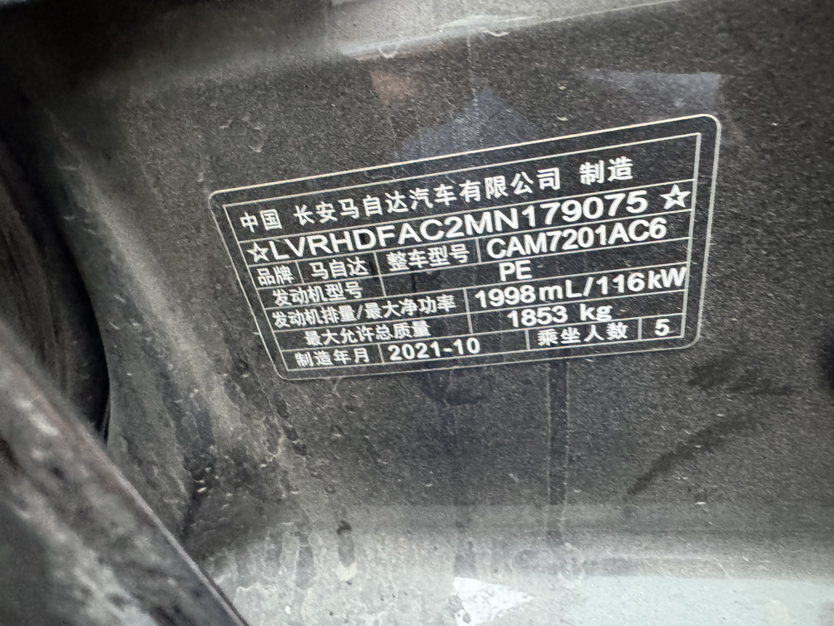 中国 长安马自达汽车有限公司 制造
☆LVRHDFAC2MN179075☆
品牌 马自达 整车型号 CAM7201AC6
发动机型号 PE
发动机排量/最大净功率 1998mL/116kW
最大允许总质量 1853 kg
制造年月 2021-10 乘坐人数 5